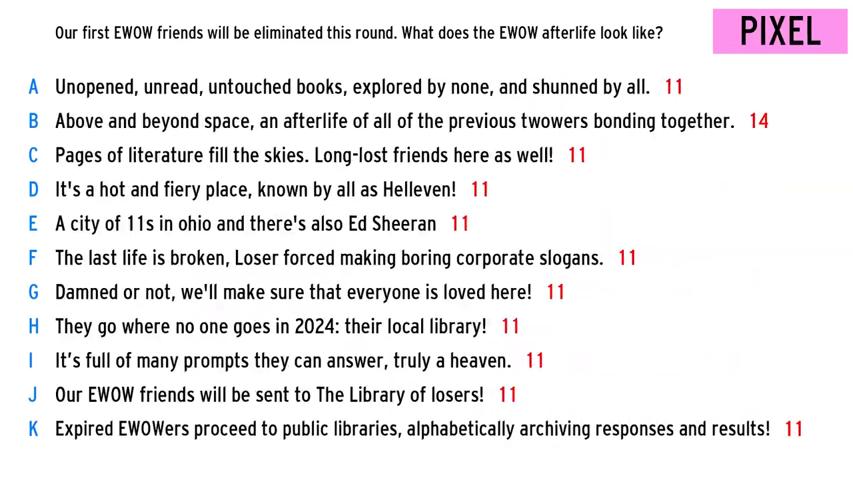 Our first EWOW friends will be eliminated this round. What does the EWOW afterlife look like?
PIXEL
A Unopened, unread, untouched books, explored by none, and shunned by all. 11
B Above and beyond space, an afterlife of all of the previous twowers bonding together. 14
C Pages of literature fill the skies. Long-lost friends here as well! 11
D It's a hot and fiery place, known by all as Helleven! 11
E A city of 11s in ohio and there's also Ed Sheeran 11
F The last life is broken, Loser forced making boring corporate slogans. 11
G Damned or not, we'll make sure that everyone is loved here! 11
H They go where no one goes in 2024: their local library! 11
I It’s full of many prompts they can answer, truly a heaven. 11
J Our EWOW friends will be sent to The Library of losers! 11
K Expired EWOWers proceed to public libraries, alphabetically archiving responses and results! 11